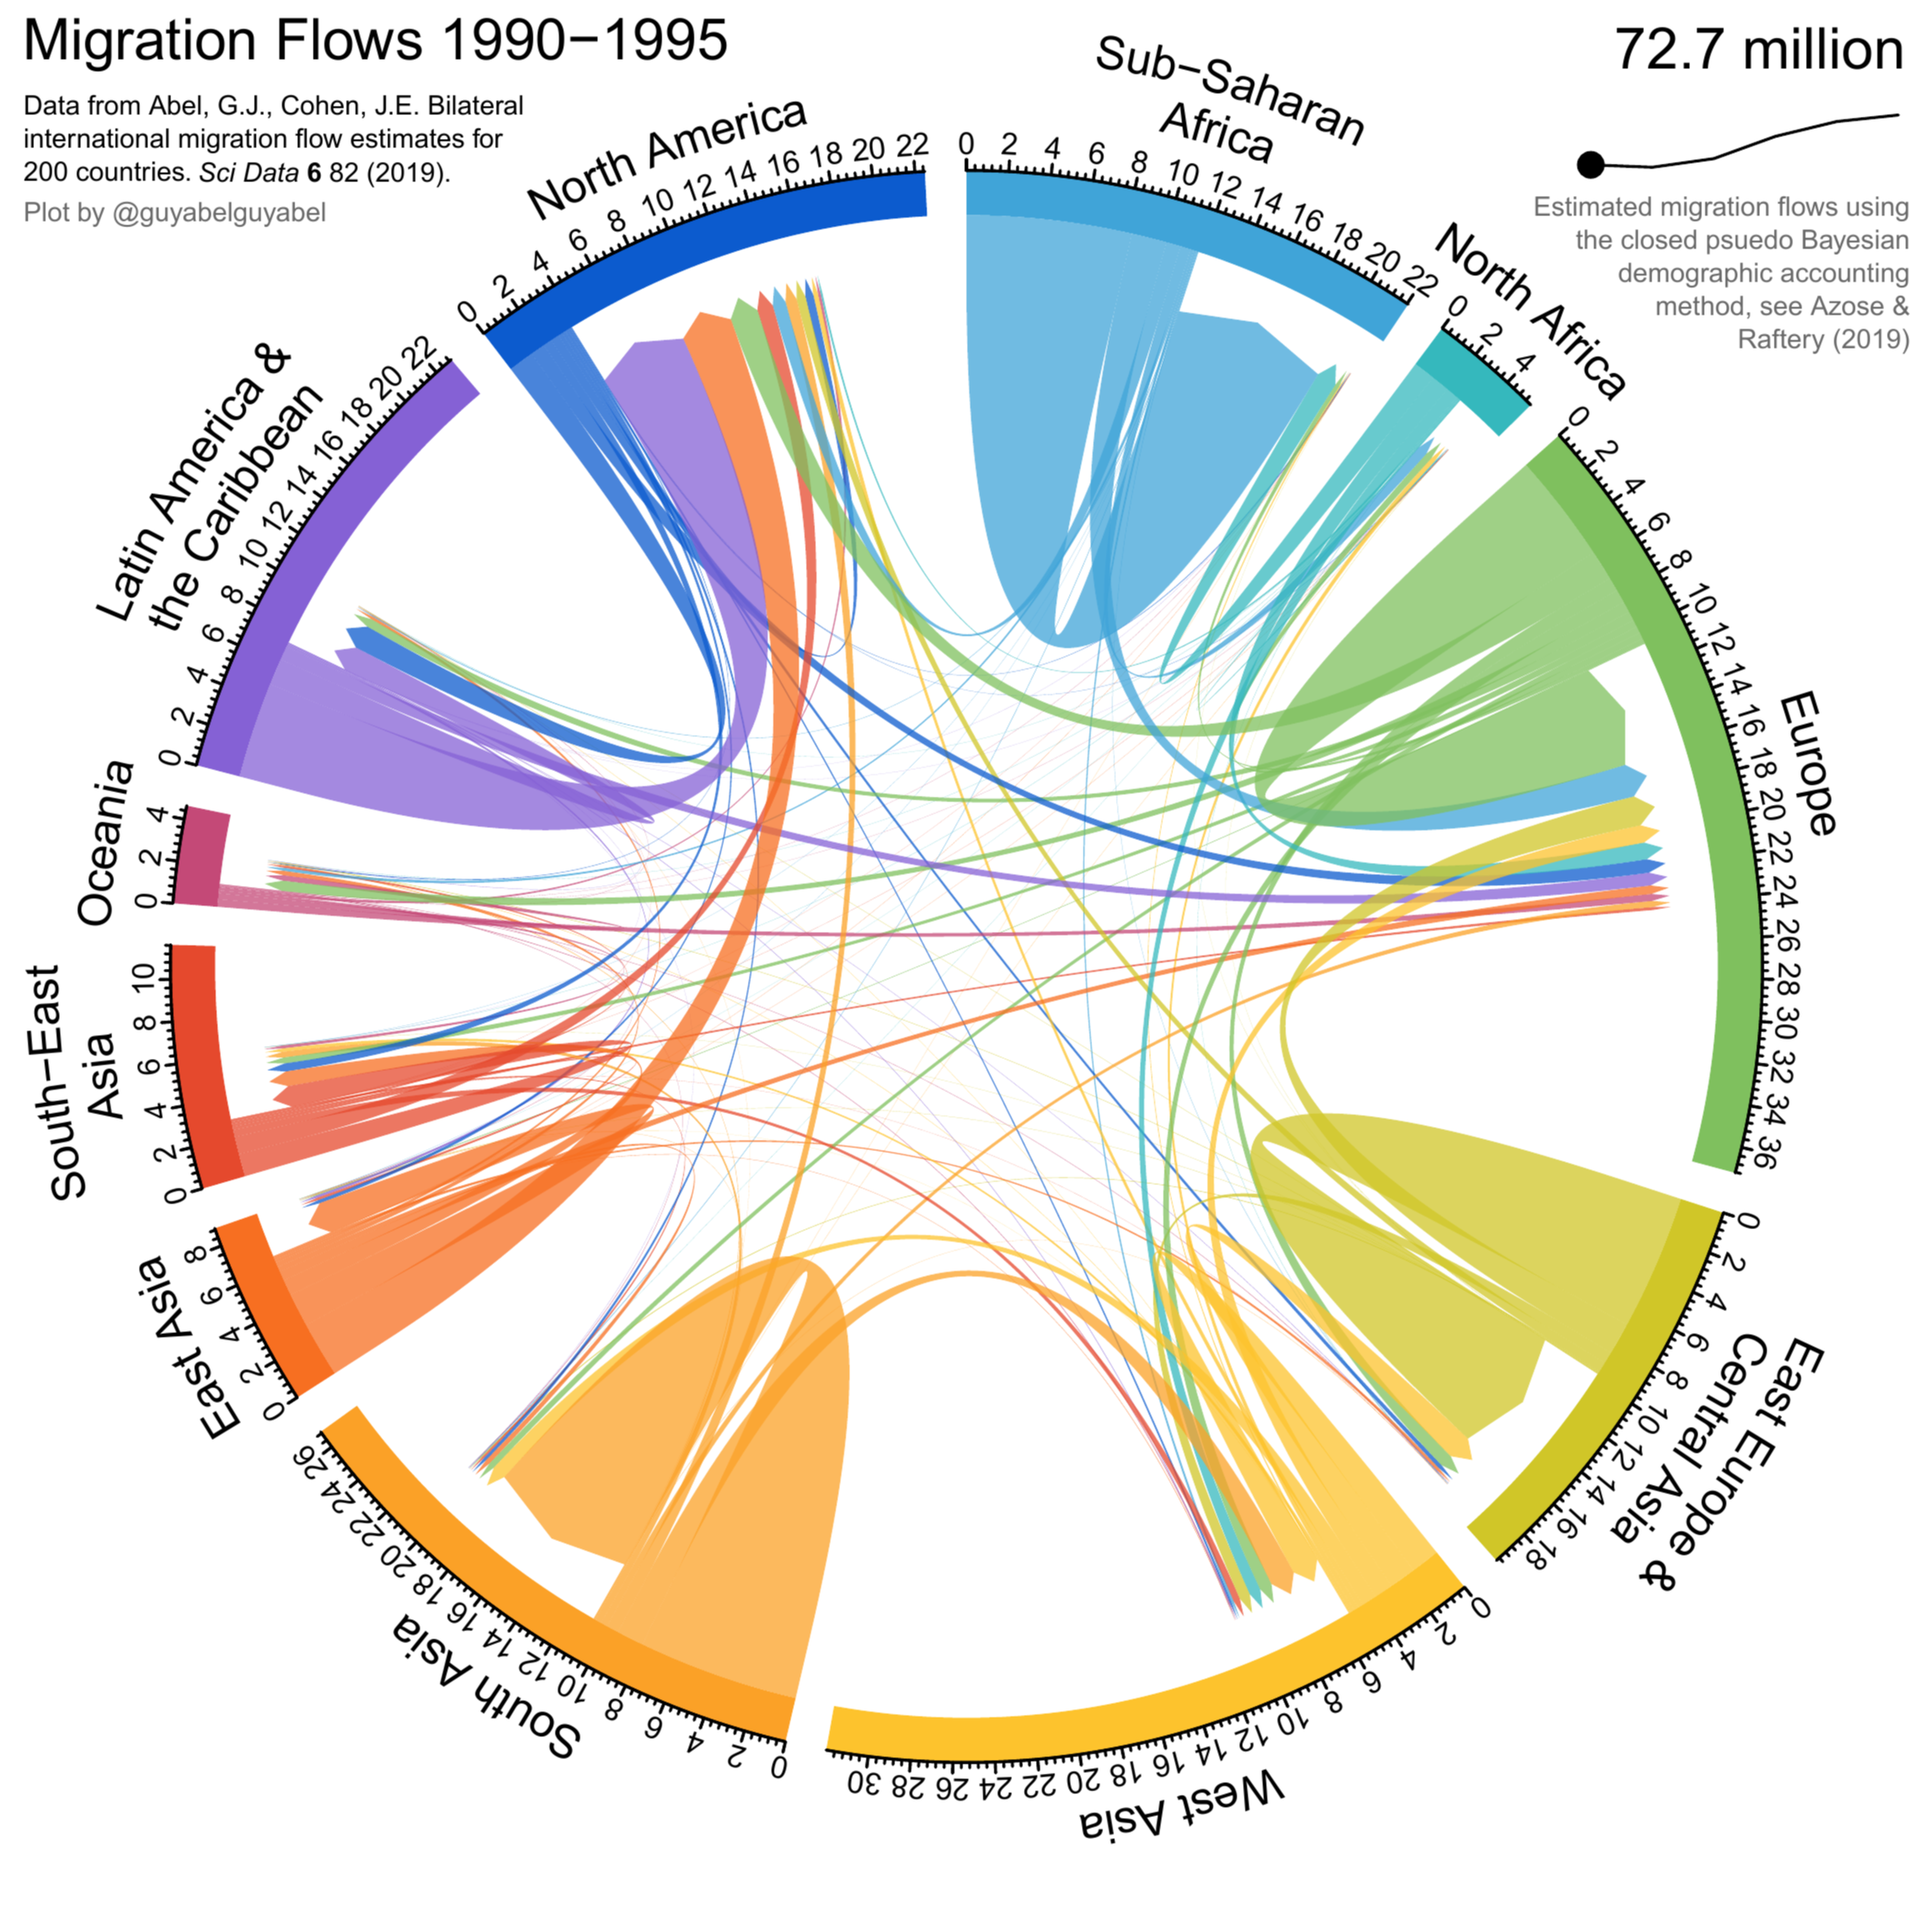 Migration Flows 1990−1995
Data from Abel, G.J., Cohen, J.E. Bilateral
international migration flow estimates for
200 countries. Sci Data 6 82 (2019).
Plot by @guyabelguyabel
72.7 million
Estimated migration flows using
the closed psuedo Bayesian
demographic accounting
method, see Azose &
Raftery (2019)
Sub−Saharan
Africa
0 2 4 6 8 10 12 14 16 18 20 22
North Africa
0 2 4
Europe
0 2 4 6 8 10 12 14 16 18 20 22 24 26 28 30 32 34 36
East Europe &
Central Asia
0 2 4 6 8 10 12 14 16 18
West Asia
0 2 4 6 8 10 12 14 16 18 20 22 24 26 28 30
South Asia
0 2 4 6 8 10 12 14 16 18 20 22 24 26
East Asia
0 2 4 6 8
South−East
Asia
0 2 4 6 8 10
Oceania
0 2 4
Latin America &
the Caribbean
0 2 4 6 8 10 12 14 16 18 20 22
North America
0 2 4 6 8 10 12 14 16 18 20 22